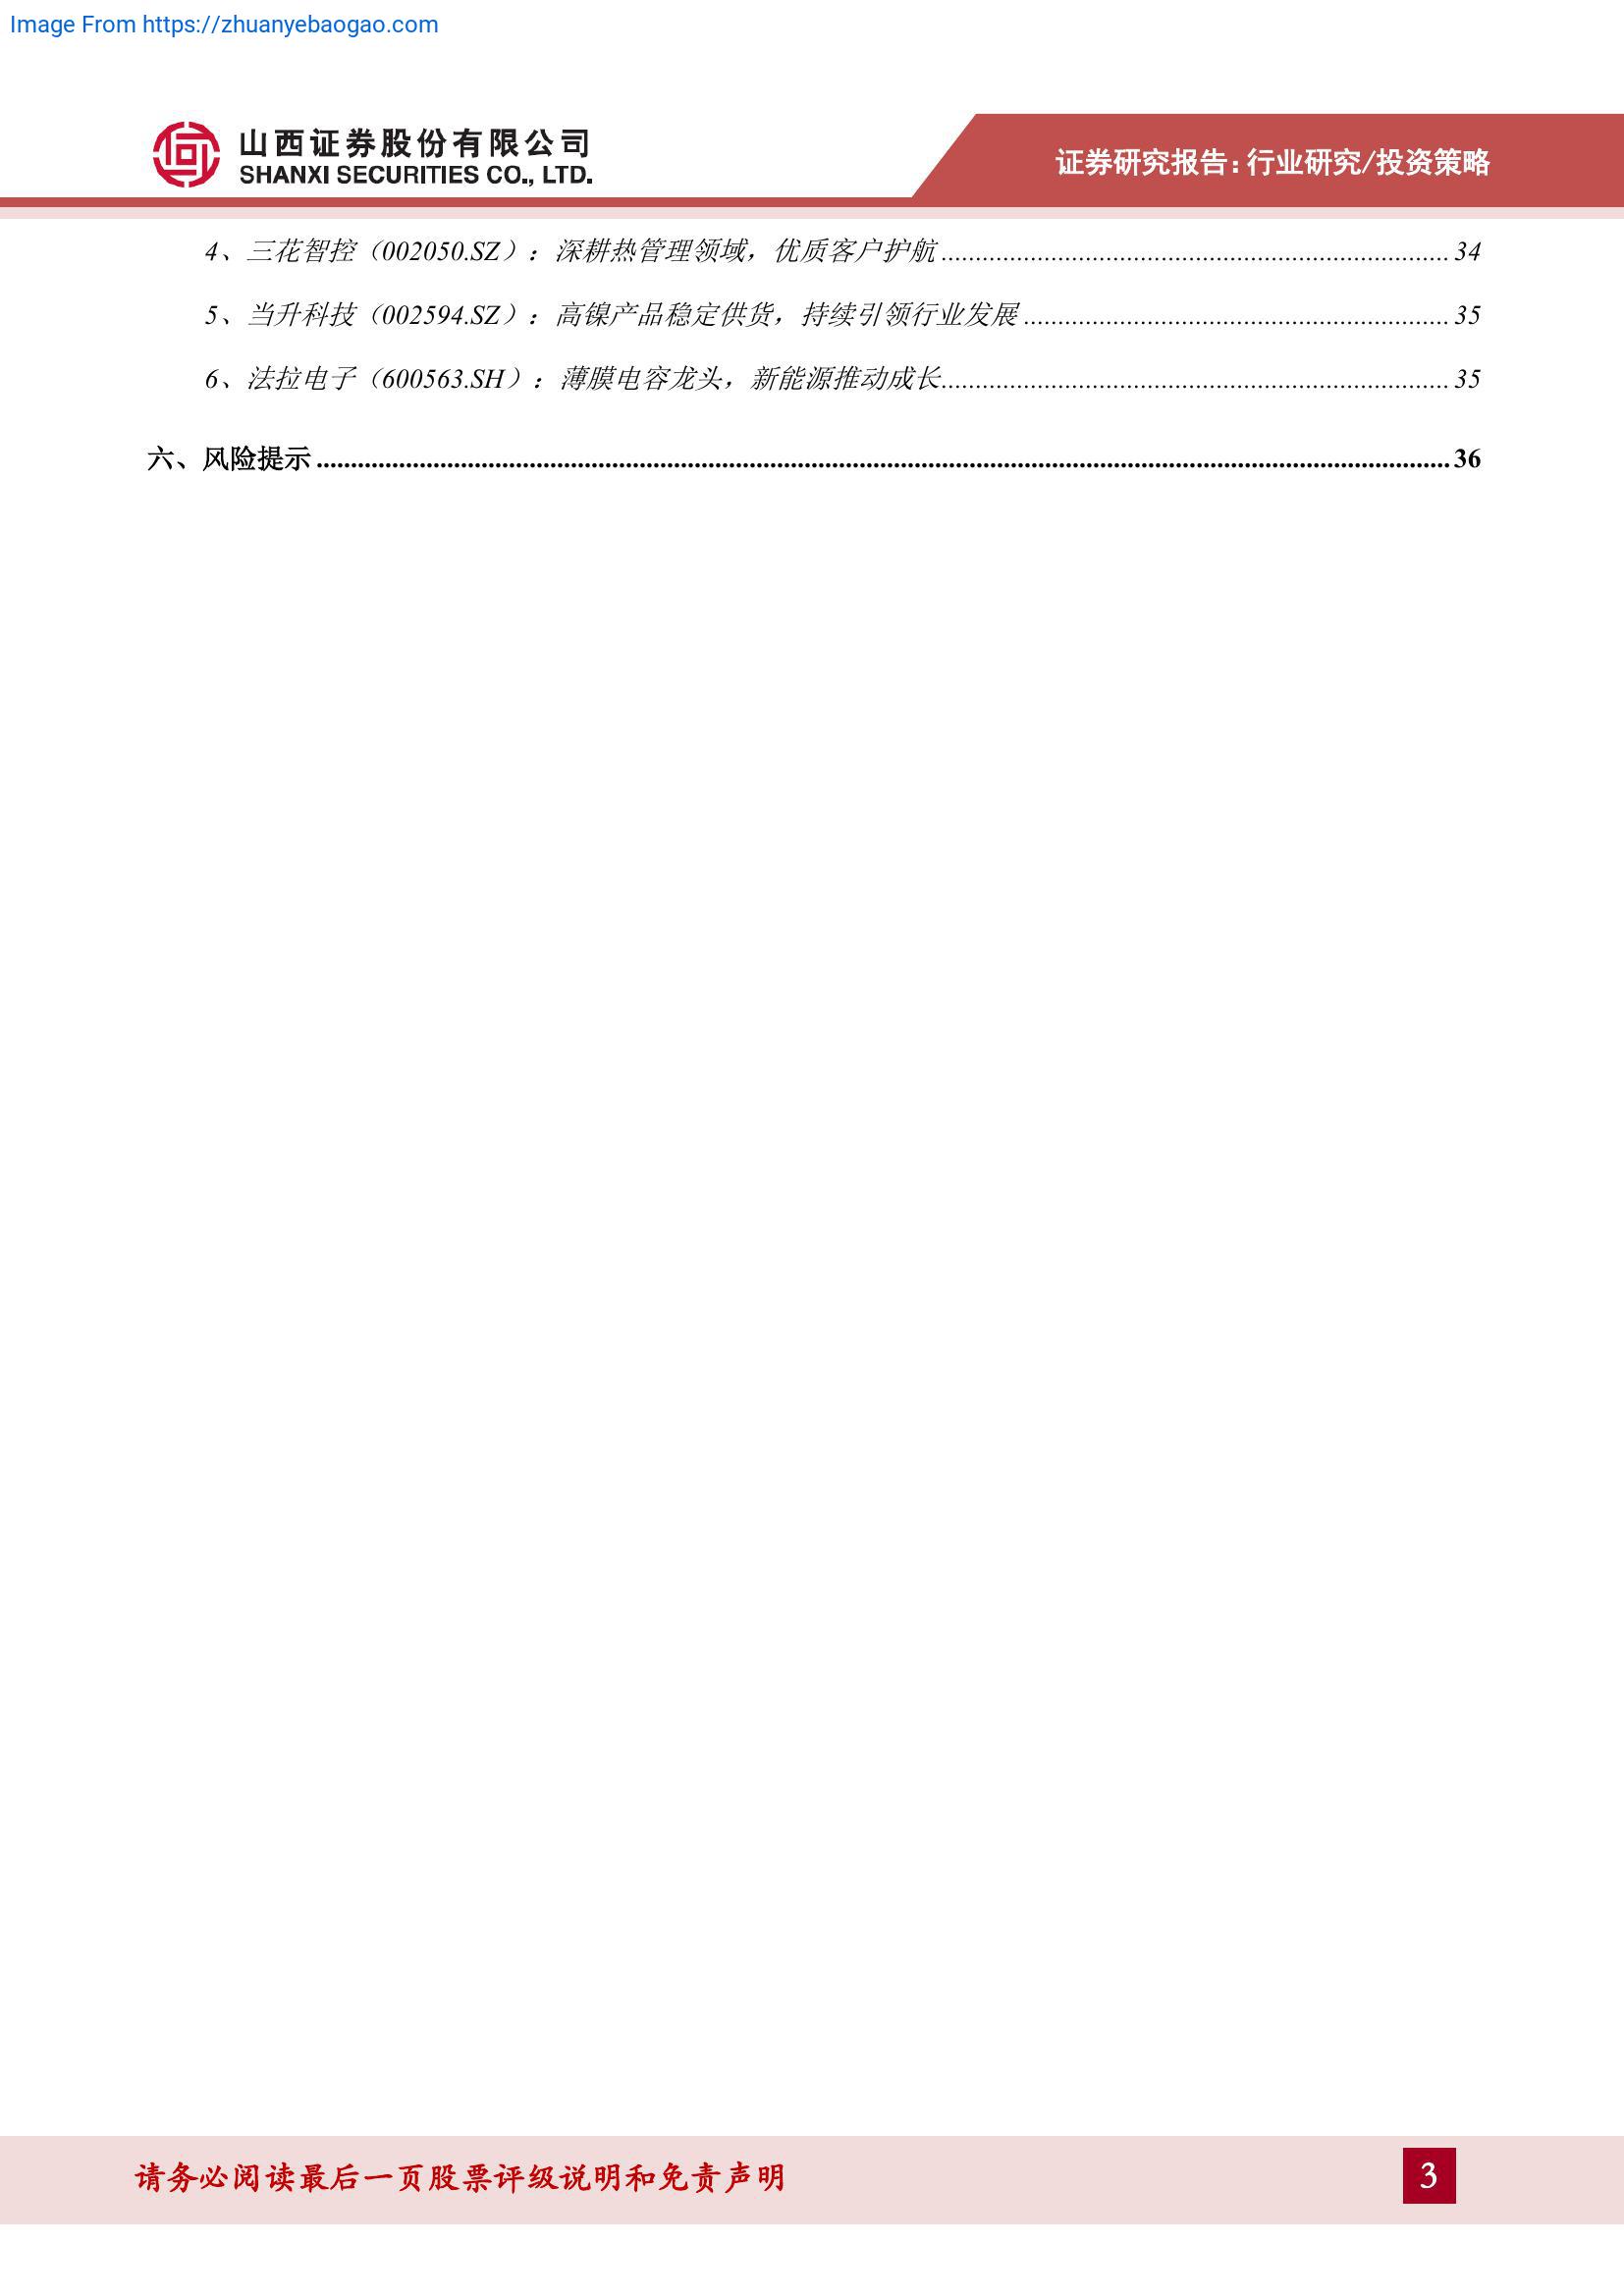 Image From https://zhuanyebaogao.com
山西证券股份有限公司
SHANXI SECURITIES CO., LTD.
证券研究报告：行业研究/投资策略
4、三花智控（002050.SZ）：深耕热管理领域，优质客户护航........................................34
5、当升科技（002594.SZ）：高镍产品稳定供货，持续引领行业发展........................................35
6、法拉电子（600563.SH）：薄膜电容龙头，新能源推动成长........................................35
六、风险提示........................................36
请务必阅读最后一页股票评级说明和免责声明
3